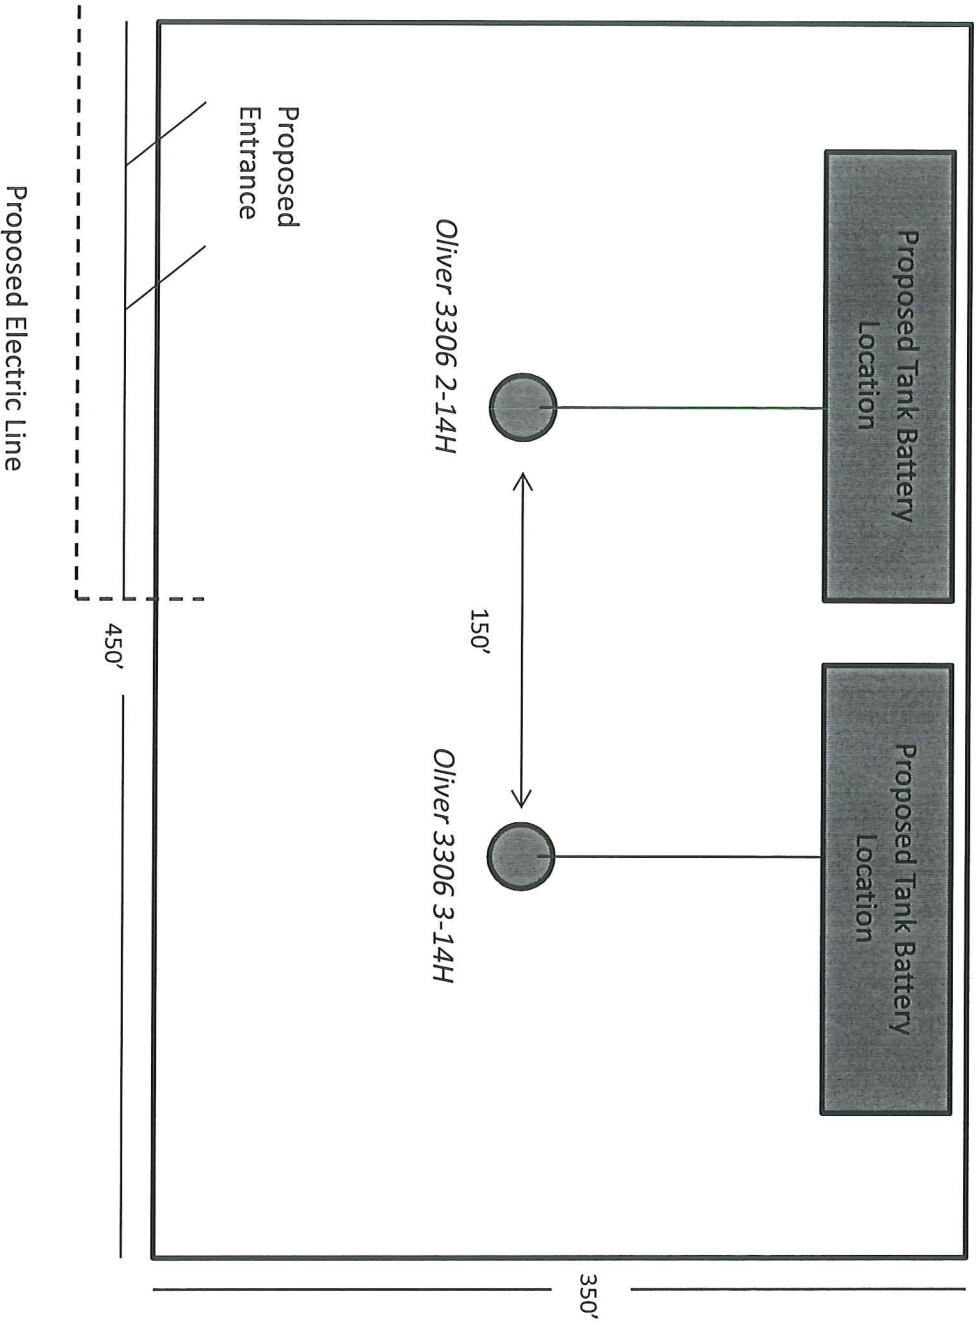 Proposed Tank Battery
Location
Proposed Tank Battery
Location
150’
Oliver 3306 2-14H
Oliver 3306 3-14H
Proposed
Entrance
450’
350’
Proposed Electric Line